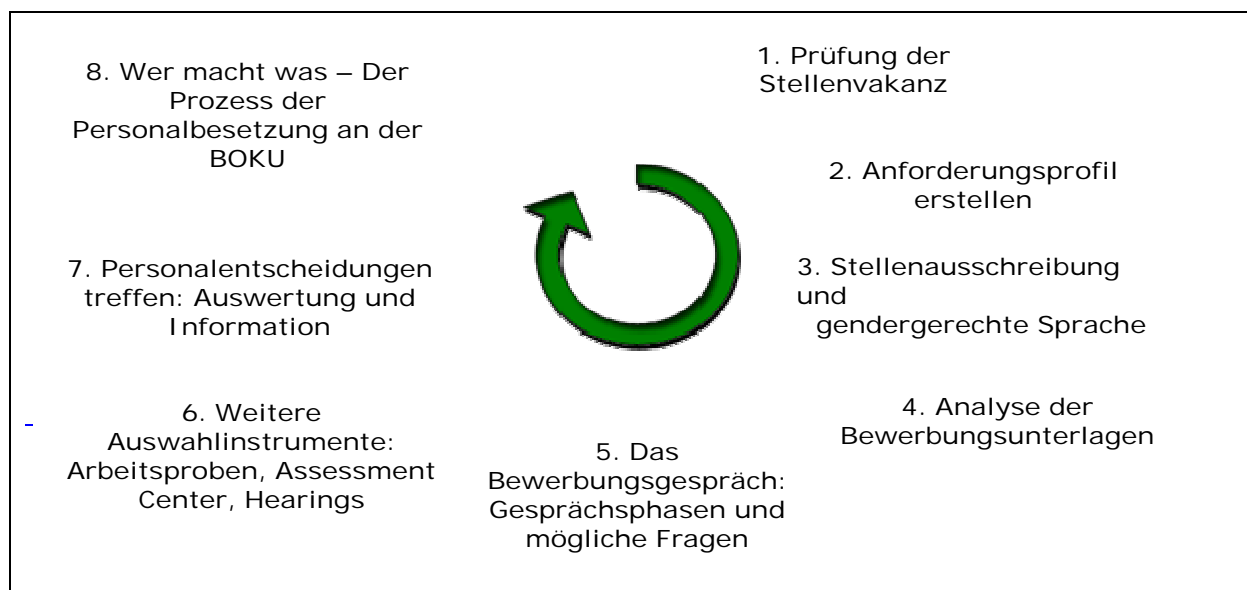 1. Prüfung der
Stellenvakanz
2. Anforderungsprofil
erstellen
3. Stellenausschreibung
und
gendergerechte Sprache
4. Analyse der
Bewerbungsunterlagen
5. Das
Bewerbungsgespräch:
Gesprächsphasen und
mögliche Fragen
6. Weitere
Auswahlinstrumente:
Arbeitsproben, Assessment
Center, Hearings
7. Personalentscheidungen
treffen: Auswertung und
Information
8. Wer macht was – Der
Prozess der
Personalbesetzung an der
BOKU